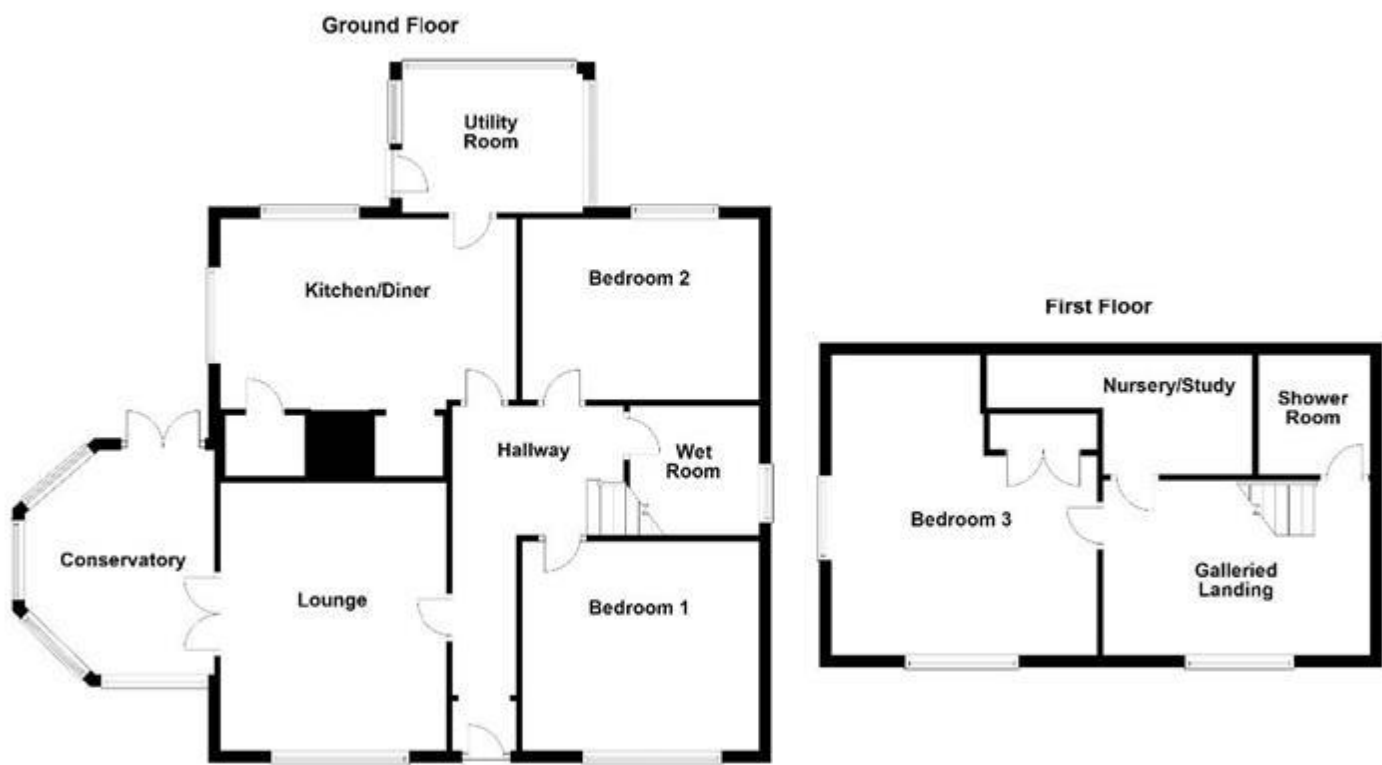 Ground Floor
Utility
Room
Kitchen/Diner
Bedroom 2
Hallway
Wet
Room
Conservatory
Lounge
Bedroom 1
First Floor
Nursery/Study
Shower
Room
Bedroom 3
Galleried
Landing